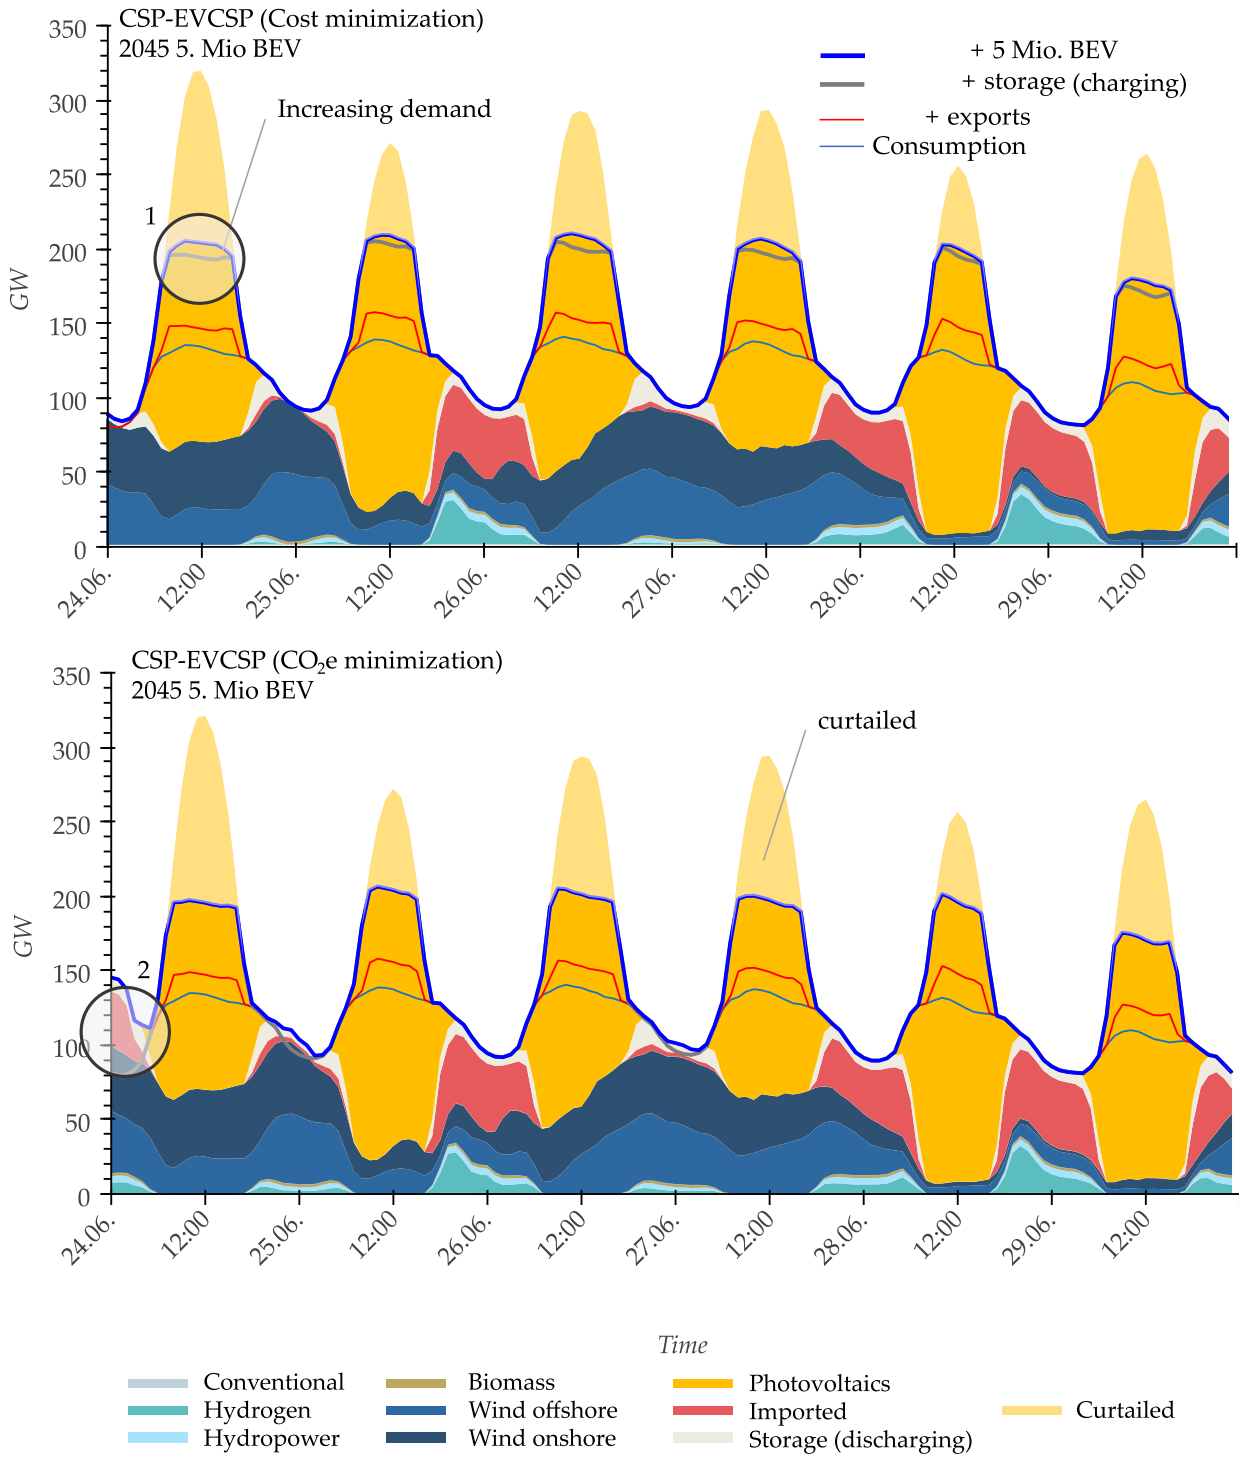 CSP-EVCSP (Cost minimization)
2045 5. Mio BEV
+ 5 Mio. BEV
+ storage (charging)
+ exports
Consumption
Increasing demand
1
GW
350
300
250
200
150
100
50
0
24.06.
12:00
25.06.
12:00
26.06.
12:00
27.06.
12:00
28.06.
12:00
29.06.
12:00
CSP-EVCSP (CO₂e minimization)
2045 5. Mio BEV
curtailed
2
GW
350
300
250
200
150
100
50
0
24.06.
12:00
25.06.
12:00
26.06.
12:00
27.06.
12:00
28.06.
12:00
29.06.
12:00
Time
Conventional
Biomass
Photovoltaics
Hydrogen
Wind offshore
Imported
Curtailed
Hydropower
Wind onshore
Storage (discharging)